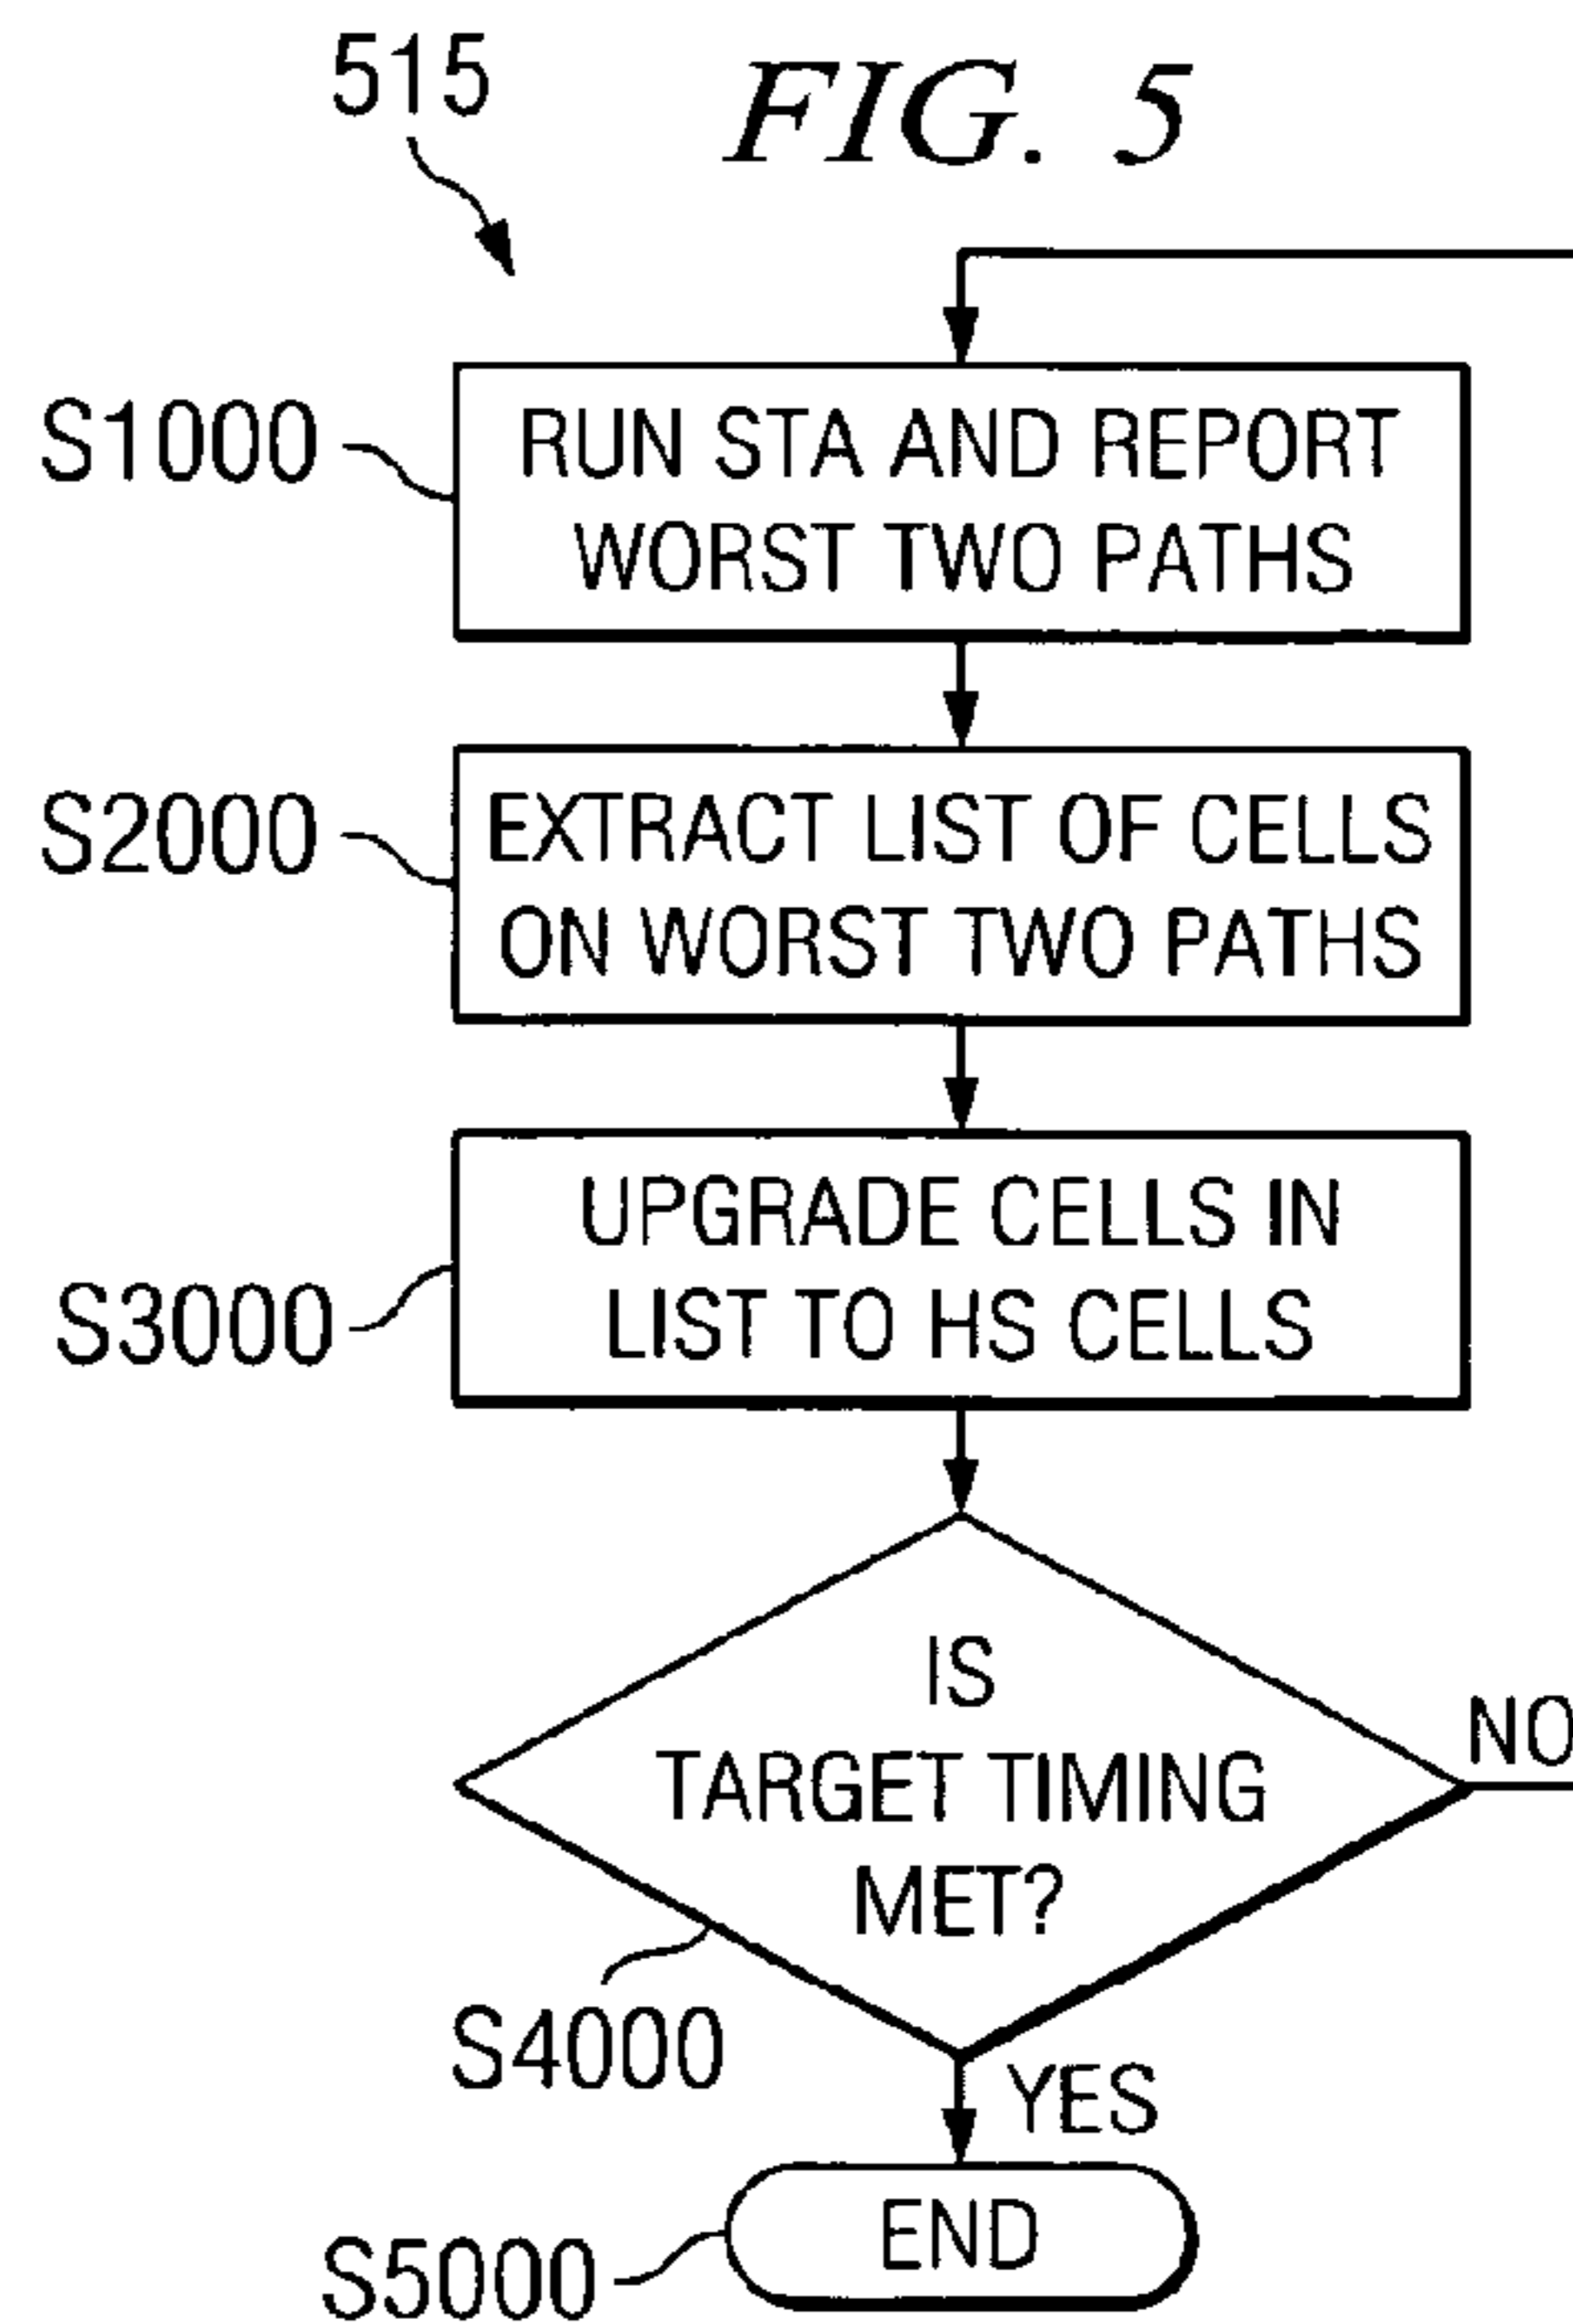 515
FIG. 5
S1000
RUN STA AND REPORT
WORST TWO PATHS
S2000
EXTRACT LIST OF CELLS
ON WORST TWO PATHS
S3000
UPGRADE CELLS IN
LIST TO HS CELLS
IS
TARGET TIMING
MET?
NO
S4000
YES
S5000
END